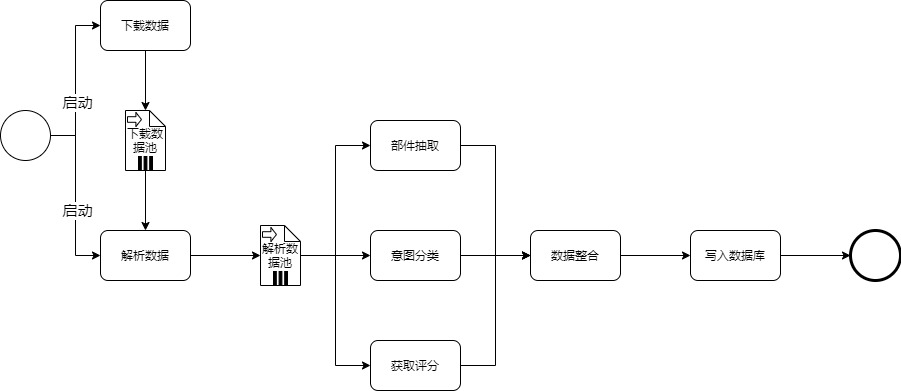 下载数据
启动
下载数
据池
部件抽取
启动
解析数据
解析数
据池
意图分类
数据整合
写入数据库
获取评分